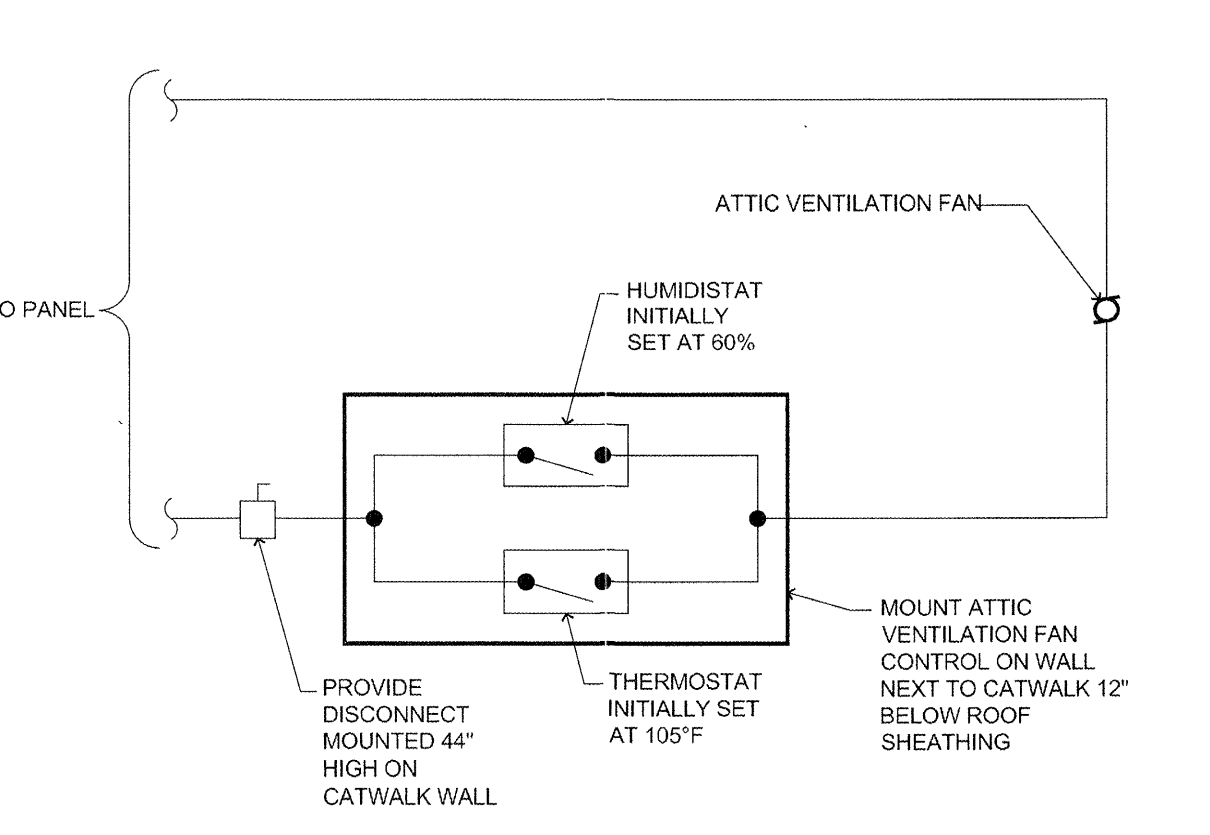 ATTIC VENTILATION FAN
HUMIDISTAT
INITIALLY
SET AT 60%
O PANEL
THERMOSTAT
INITIALLY SET
AT 105°F
MOUNT ATTIC
VENTILATION FAN
CONTROL ON WALL
NEXT TO CATWALK 12"
BELOW ROOF
SHEATHING
PROVIDE
DISCONNECT
MOUNTED 44"
HIGH ON
CATWALK WALL